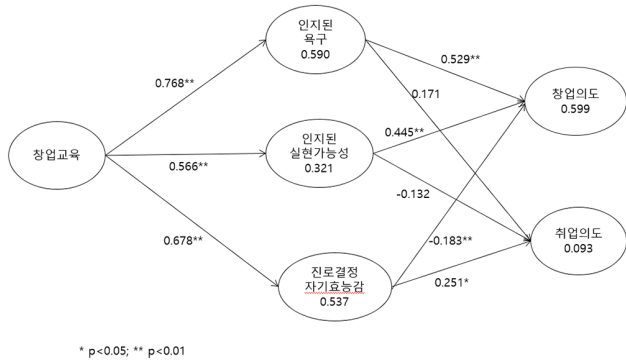 인지된
욕구
0.590
0.768**
0.529**
0.171
창업의도
0.599
창업교육
0.566**
인지된
실현가능성
0.321
0.445**
-0.132
0.678**
-0.183**
취업의도
0.093
진로결정
자기효능감
0.537
0.251*
* p<0.05; ** p<0.01